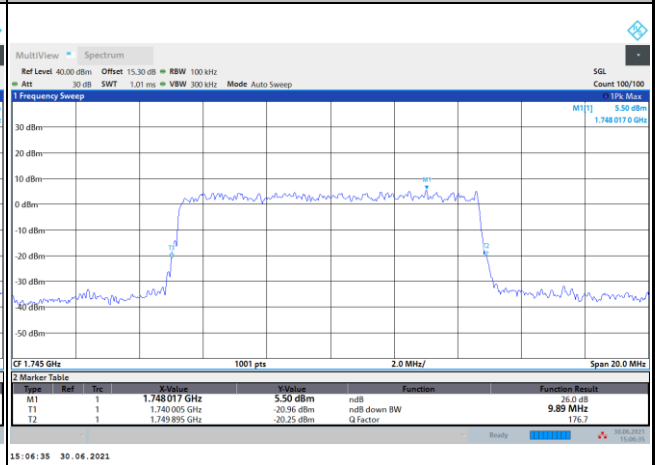 MultiView Spectrum
Ref Level 40.00 dBm Offset 15.30 dB RBW 100 kHz SGL
Att 30 dB SWT 1.01 ms VBW 300 kHz Mode Auto Sweep Count 100/100
1 Frequency Sweep 1Pk Max
M1[1] 5.50 dBm
1.748 017 0 GHz
30 dBm
20 dBm
10 dBm
M1
0 dBm
-10 dBm
T1 T2
-20 dBm
-30 dBm
-40 dBm
-50 dBm
CF 1.745 GHz 1001 pts 2.0 MHz/ Span 20.0 MHz
2 Marker Table
Type Ref Trc X-Value Y-Value Function Function Result
M1 1 1.748 017 GHz 5.50 dBm ndB 26.0 dB
T1 1 1.740 005 GHz -20.96 dBm ndB down BW 9.89 MHz
T2 1 1.749 895 GHz -20.25 dBm Q Factor 176.7
Ready 30.06.2021
15:06:35
15:06:35 30.06.2021